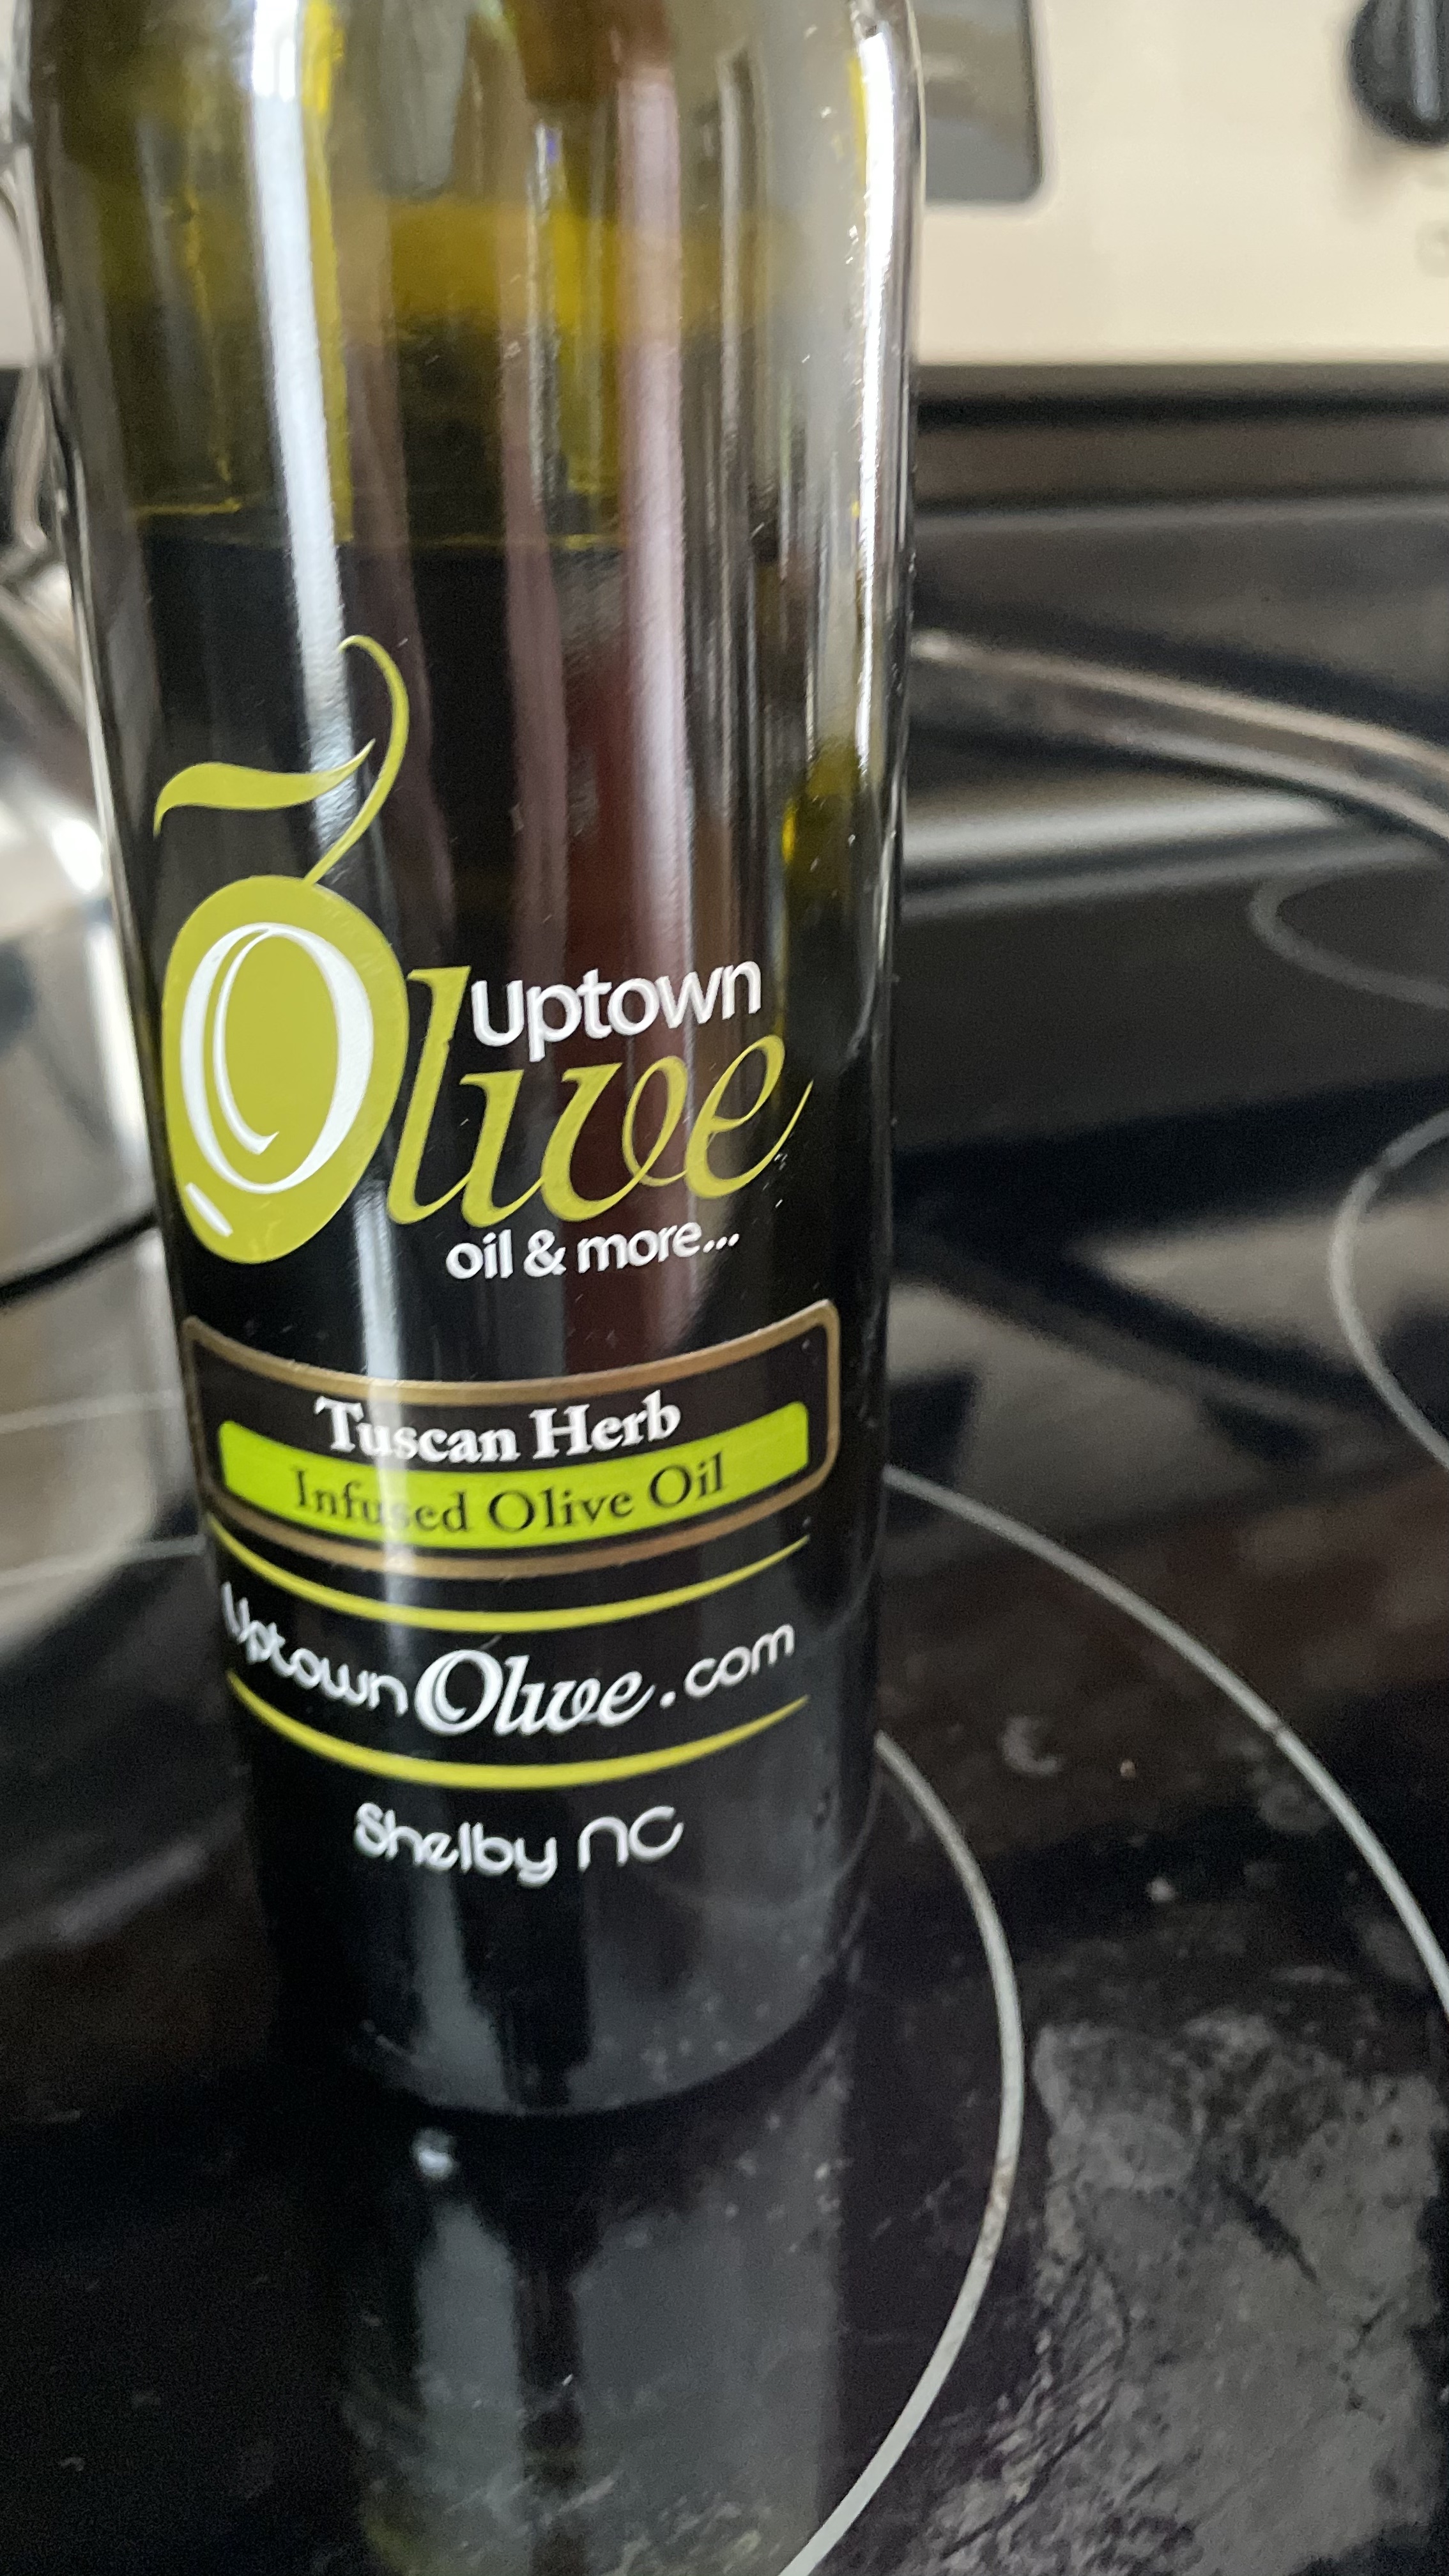 Uptown
Olive
oil & more...
Tuscan Herb
Infused Olive Oil
UptownOlive.com
Shelby NC